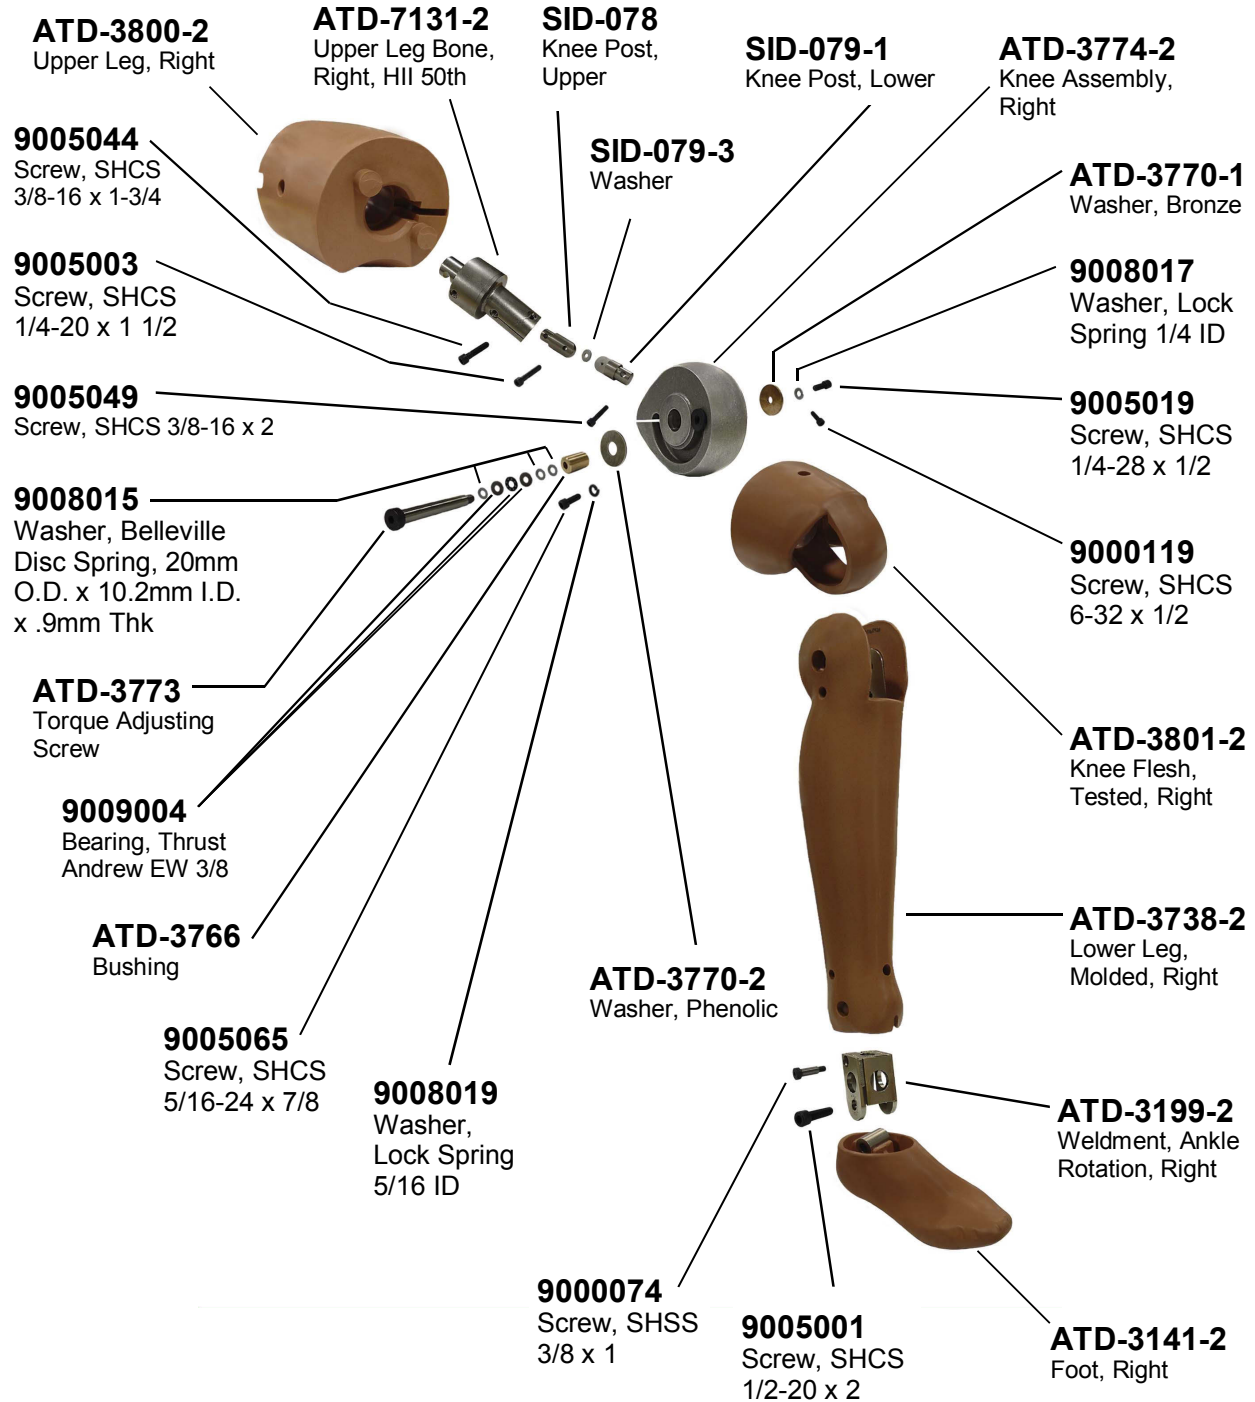 ATD-3800-2
Upper Leg, Right
ATD-7131-2
Upper Leg Bone,
Right, HII 50th
SID-078
Knee Post,
Upper
SID-079-1
Knee Post, Lower
ATD-3774-2
Knee Assembly,
Right
9005044
Screw, SHCS
3/8-16 x 1-3/4
SID-079-3
Washer
ATD-3770-1
Washer, Bronze
9005003
Screw, SHCS
1/4-20 x 1 1/2
9008017
Washer, Lock
Spring 1/4 ID
9005049
Screw, SHCS 3/8-16 x 2
9005019
Screw, SHCS
1/4-28 x 1/2
9008015
Washer, Belleville
Disc Spring, 20mm
O.D. x 10.2mm I.D.
x .9mm Thk
9000119
Screw, SHCS
6-32 x 1/2
ATD-3773
Torque Adjusting
Screw
ATD-3801-2
Knee Flesh,
Tested, Right
9009004
Bearing, Thrust
Andrew EW 3/8
ATD-3766
Bushing
ATD-3770-2
Washer, Phenolic
ATD-3738-2
Lower Leg,
Molded, Right
9005065
Screw, SHCS
5/16-24 x 7/8
9008019
Washer,
Lock Spring
5/16 ID
ATD-3199-2
Weldment, Ankle
Rotation, Right
9000074
Screw, SHSS
3/8 x 1
9005001
Screw, SHCS
1/2-20 x 2
ATD-3141-2
Foot, Right